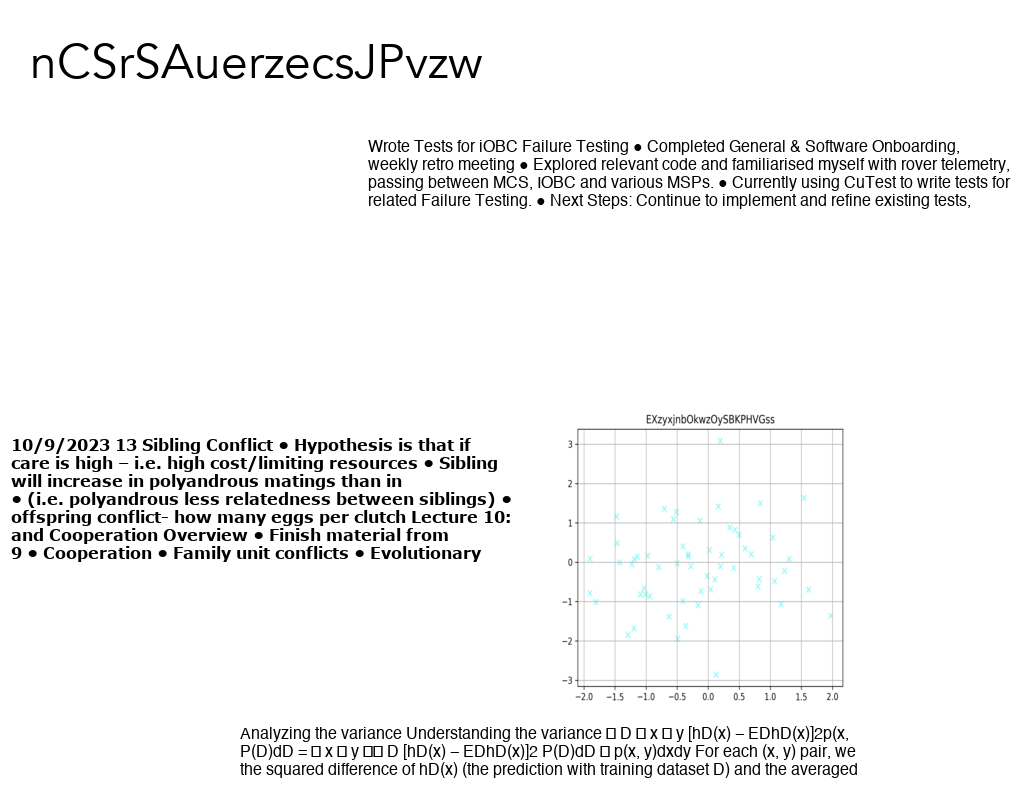 nCSrSAuerzecsJPvzw
Wrote Tests for iOBC Failure Testing ● Completed General & Software Onboarding,
weekly retro meeting ● Explored relevant code and familiarised myself with rover telemetry,
passing between MCS, IOBC and various MSPs. ● Currently using CuTest to write tests for
related Failure Testing. ● Next Steps: Continue to implement and refine existing tests,
10/9/2023 13 Sibling Conflict ● Hypothesis is that if
care is high – i.e. high cost/limiting resources ● Sibling
will increase in polyandrous matings than in
● (i.e. polyandrous less relatedness between siblings) ●
offspring conflict– how many eggs per clutch Lecture 10:
and Cooperation Overview ● Finish material from
9 ● Cooperation ● Family unit conflicts ● Evolutionary
EXzyxjnbOkwzOySBKPHVGss
3
2
1
0
−1
−2
−3
−2.0 −1.5 −1.0 −0.5 0.0 0.5 1.0 1.5 2.0
Analyzing the variance Understanding the variance □ D □ x □ y [hD(x) – EDhD(x)]2p(x,
P(D)dD = □ x □ y □□ D [hD(x) – EDhD(x)]2 P(D)dD □ p(x, y)dxdy For each (x, y) pair, we
the squared difference of hD(x) (the prediction with training dataset D) and the averaged